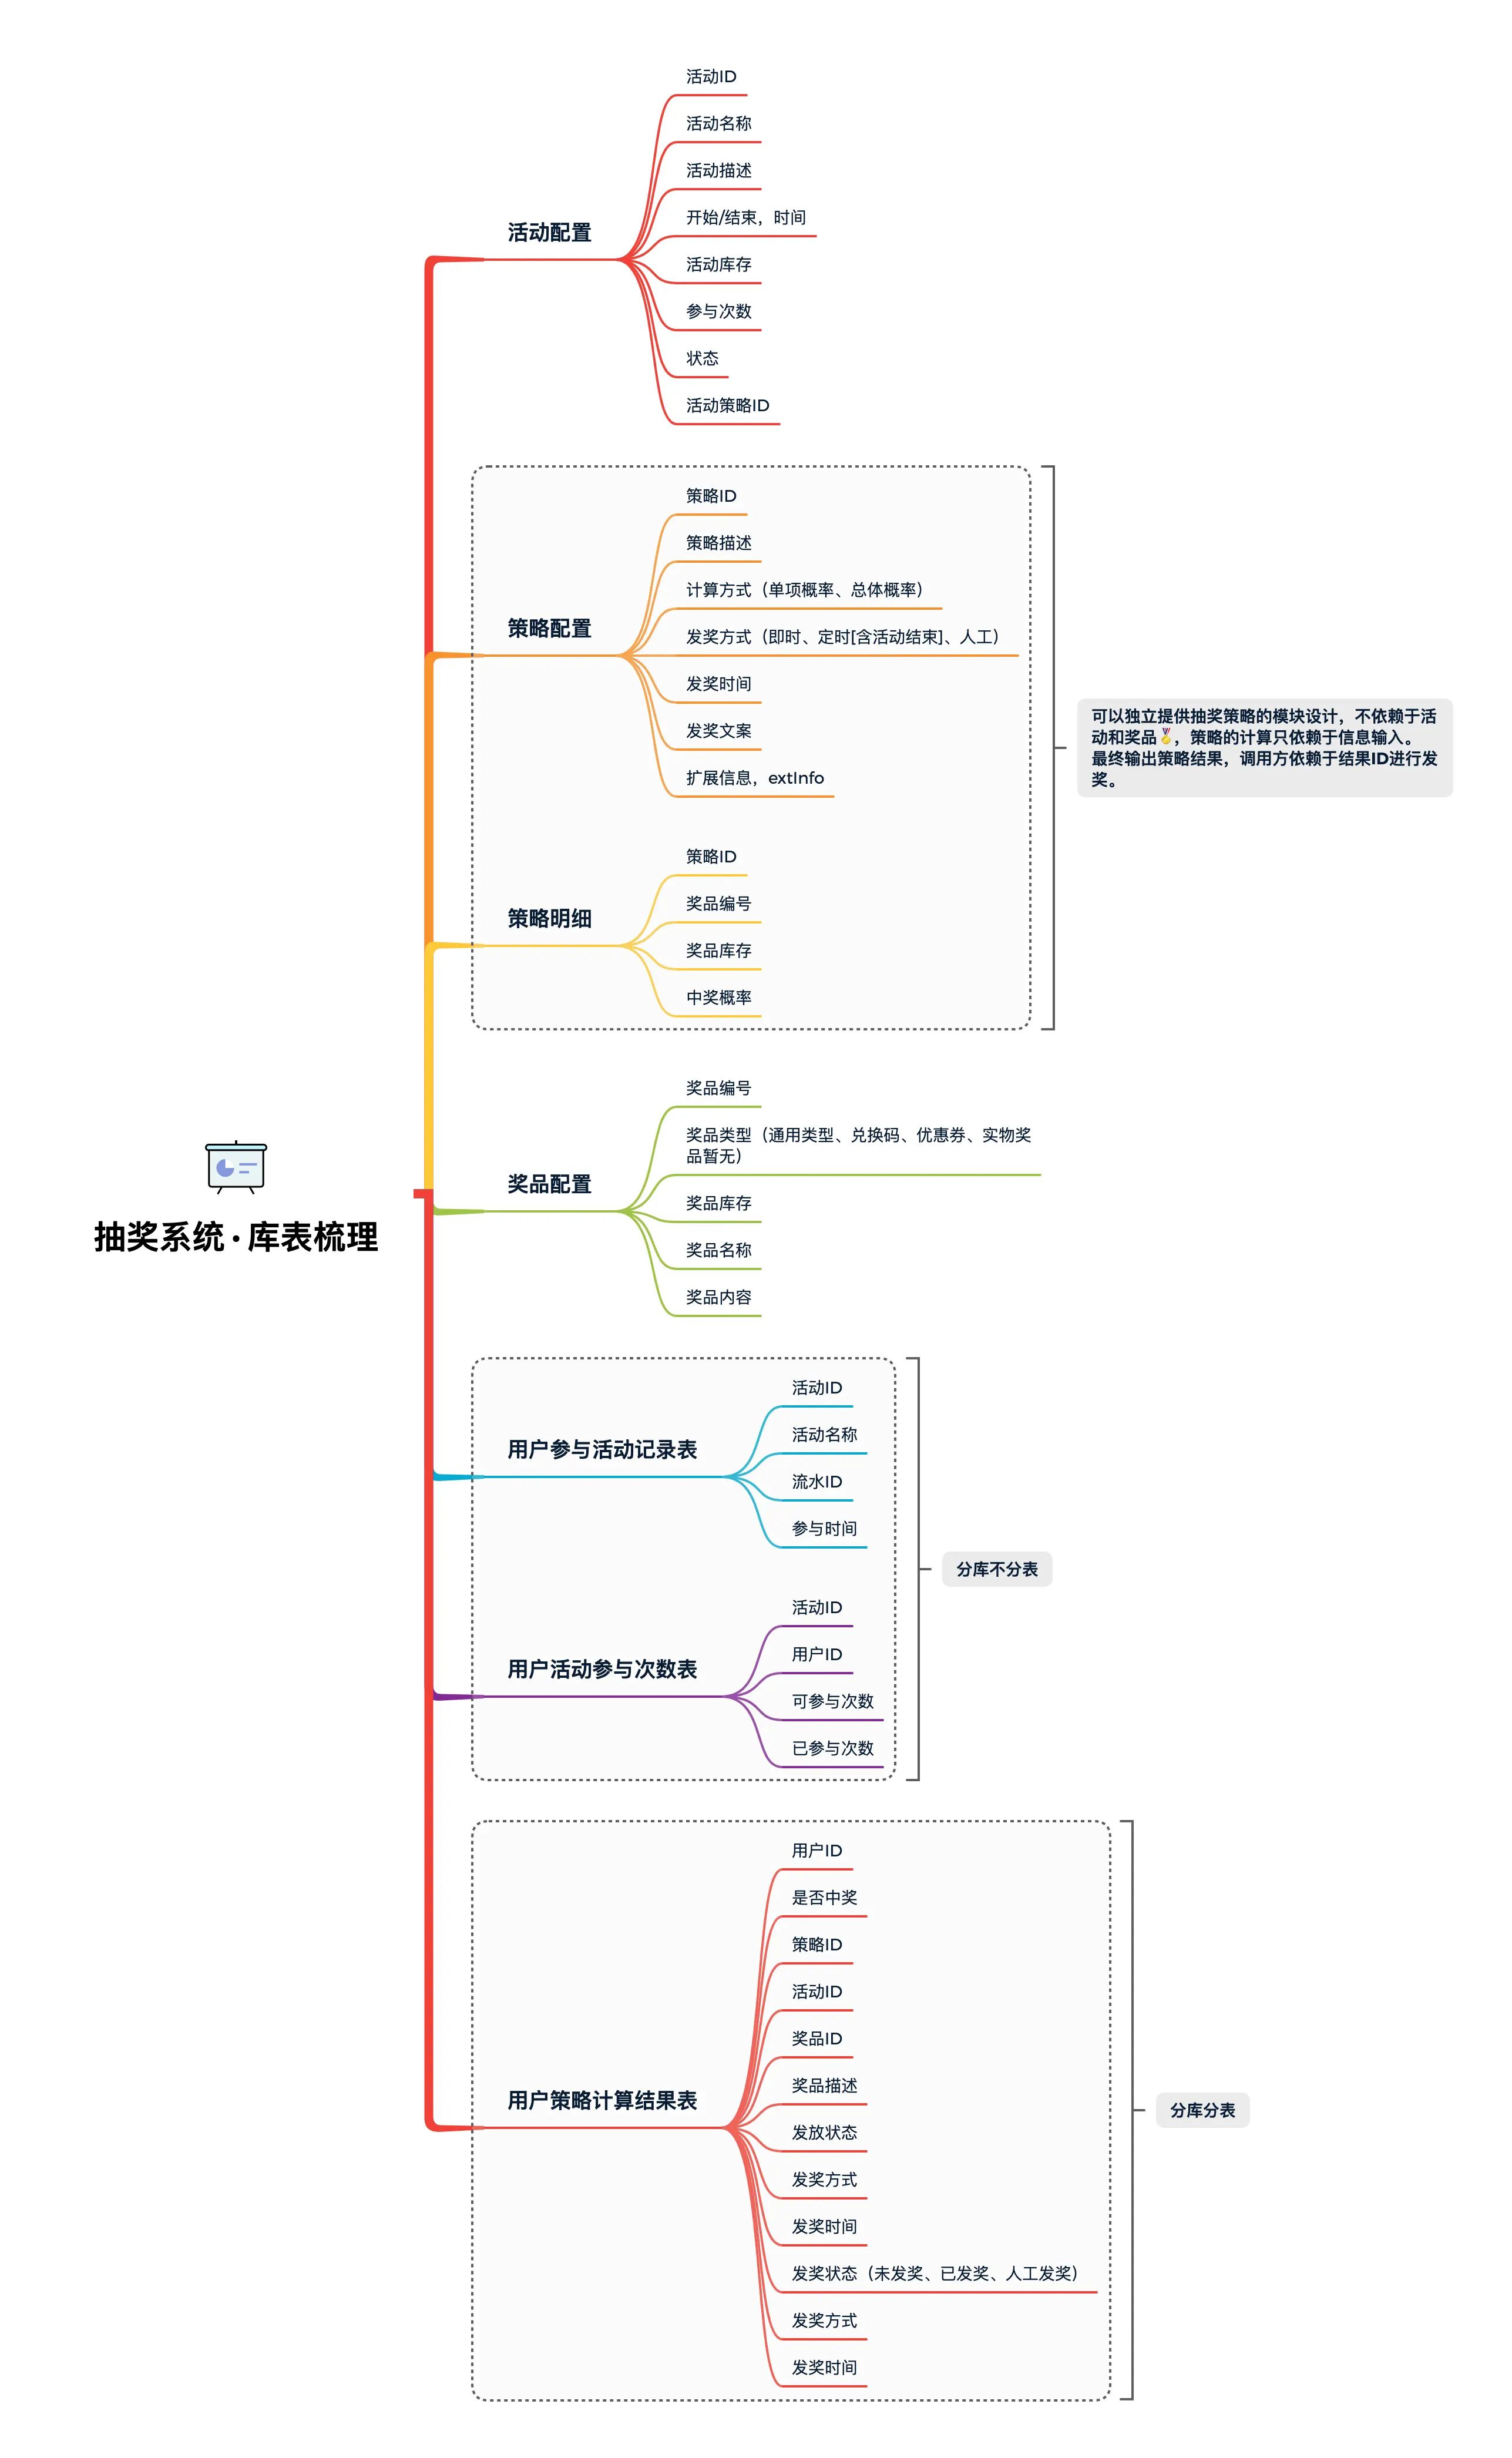 抽奖系统·库表梳理
活动配置
活动ID
活动名称
活动描述
开始/结束，时间
活动库存
参与次数
状态
活动策略ID
策略配置
策略ID
策略描述
计算方式（单项概率、总体概率）
发奖方式（即时、定时[含活动结束]、人工）
发奖时间
发奖文案
扩展信息，extInfo
策略明细
策略ID
奖品编号
奖品库存
中奖概率
可以独立提供抽奖策略的模块设计，不依赖于活
动和奖品🏅，策略的计算只依赖于信息输入。
最终输出策略结果，调用方依赖于结果ID进行发
奖。
奖品配置
奖品编号
奖品类型（通用类型、兑换码、优惠券、实物奖
品暂无）
奖品库存
奖品名称
奖品内容
用户参与活动记录表
活动ID
活动名称
流水ID
参与时间
用户活动参与次数表
活动ID
用户ID
可参与次数
已参与次数
分库不分表
用户策略计算结果表
用户ID
是否中奖
策略ID
活动ID
奖品ID
奖品描述
发放状态
发奖方式
发奖时间
发奖状态（未发奖、已发奖、人工发奖）
发奖方式
发奖时间
分库分表